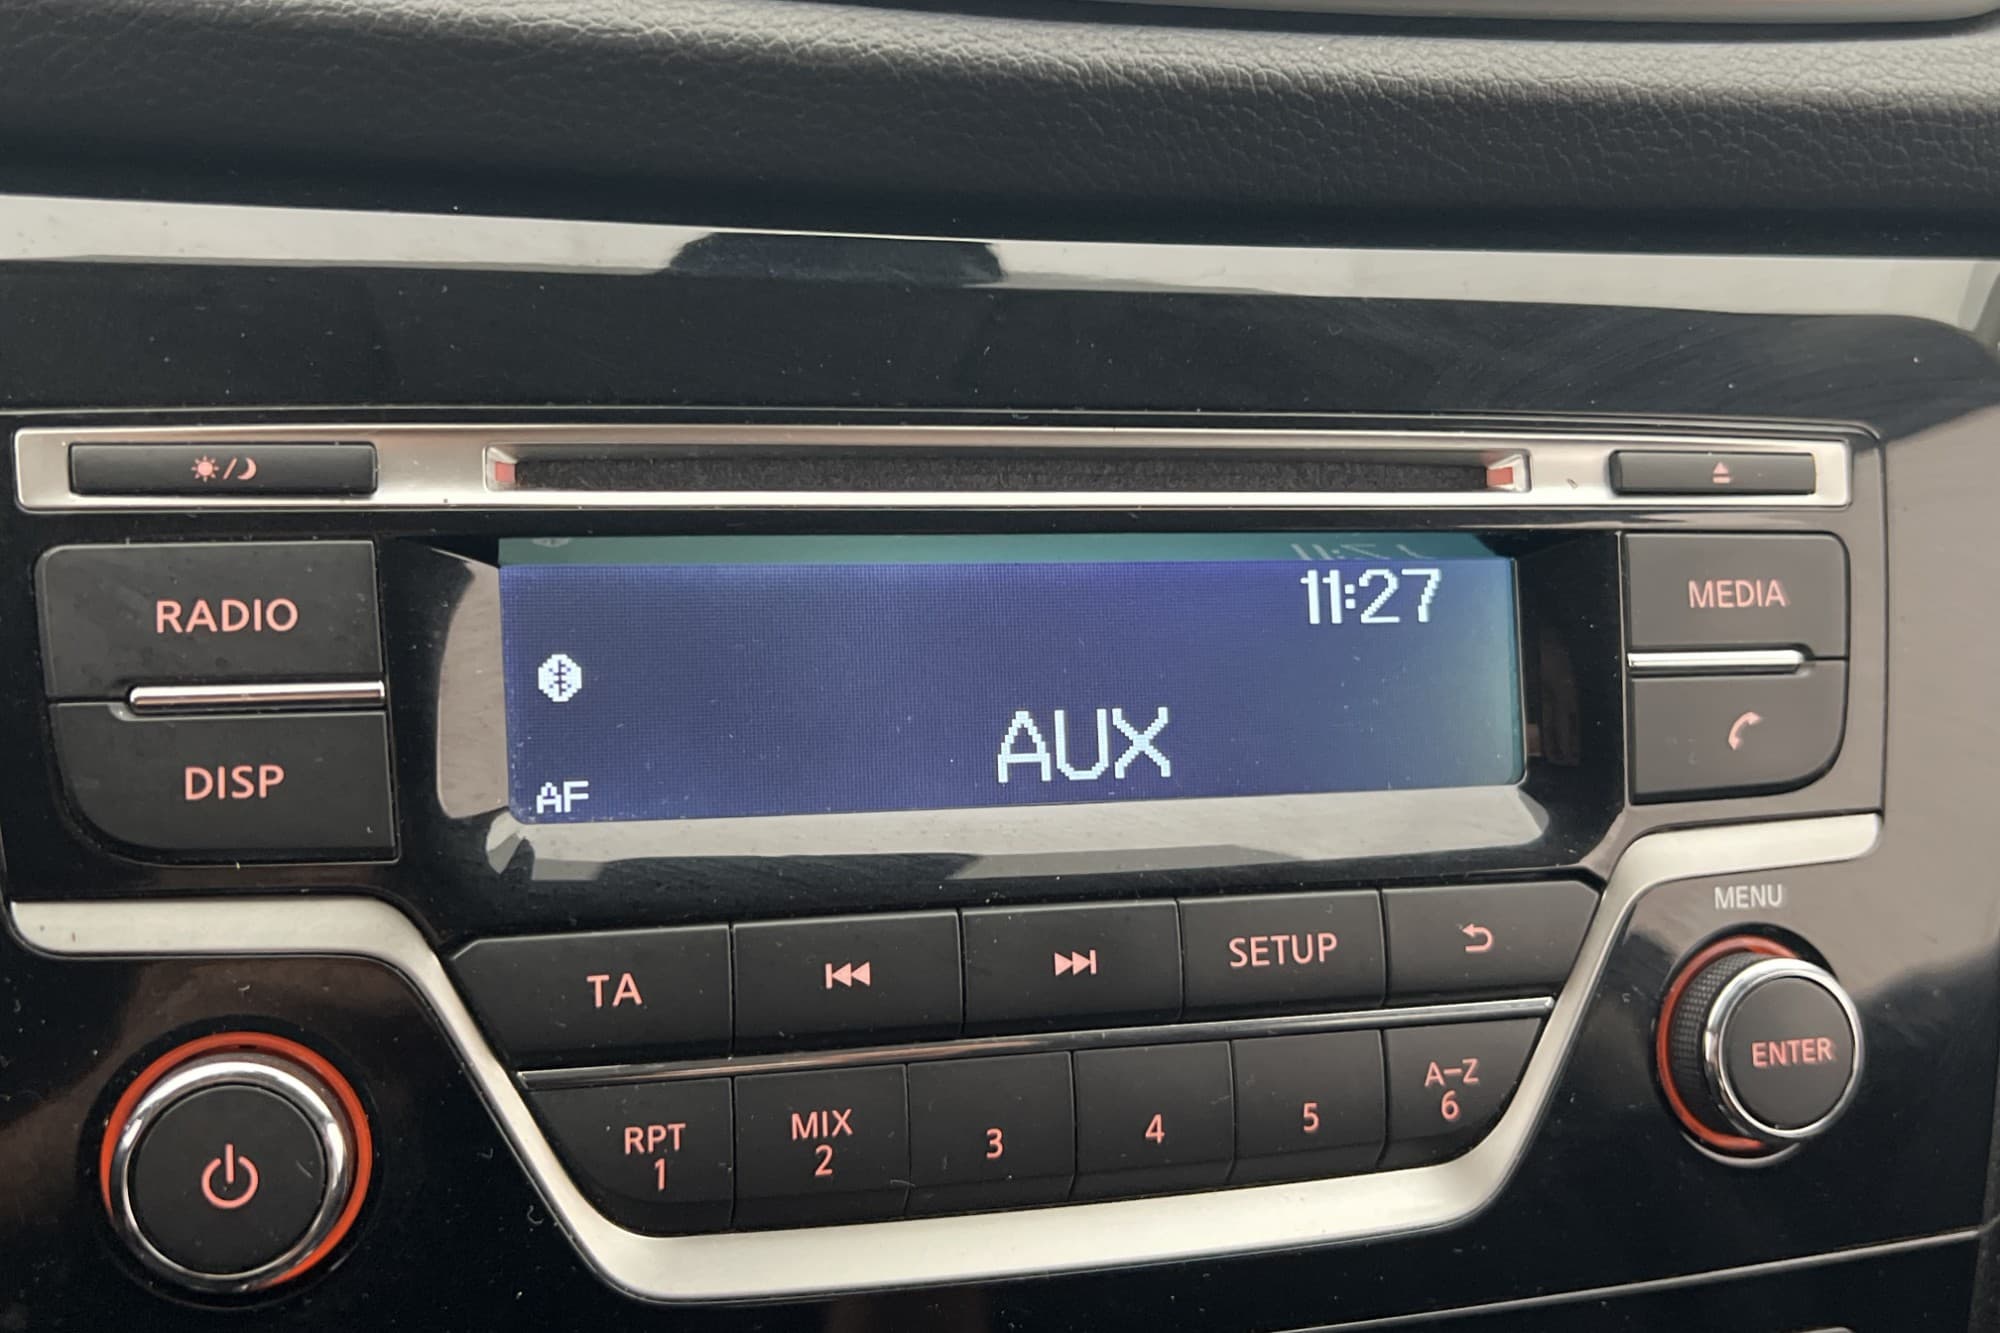 RADIO
11:27
MEDIA
AUX
DISP
AF
MENU
TA
SETUP
ENTER
RPT
1
MIX
2
3
4
5
A-Z
6